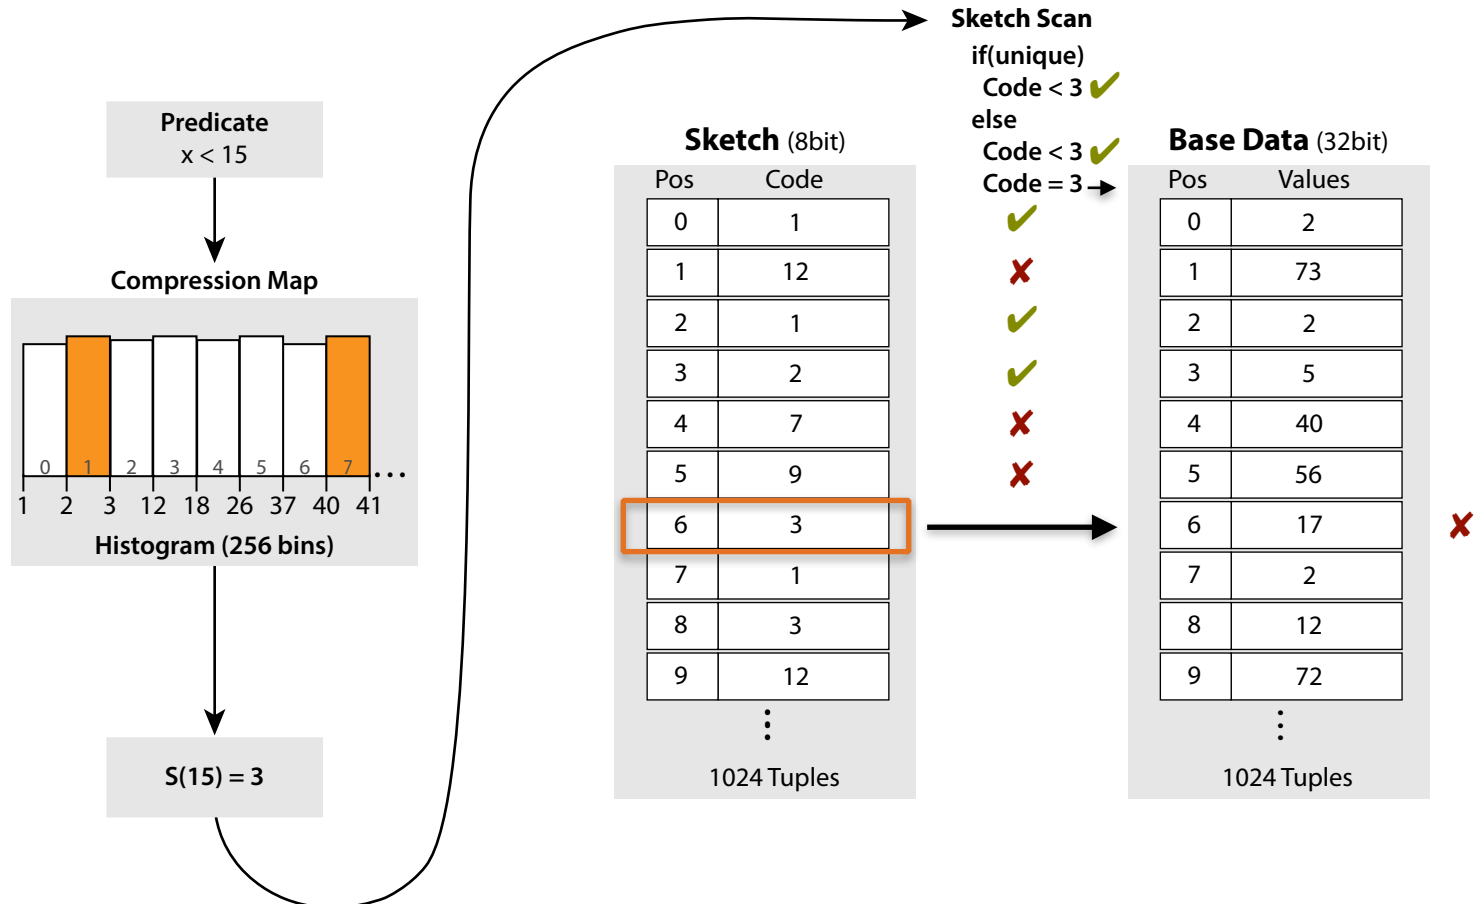 Predicate
x < 15
Compression Map
0 1 2 3 4 5 6 7 ...
1 2 3 12 18 26 37 40 41
Histogram (256 bins)
S(15) = 3
Sketch Scan
if(unique)
Code < 3 ✔
else
Code < 3 ✔
Code = 3
Sketch (8bit)
Pos Code
0 1
1 12
2 1
3 2
4 7
5 9
6 3
7 1
8 3
9 12
⋮
1024 Tuples
✔
✘
✔
✔
✘
✘
Base Data (32bit)
Pos Values
0 2
1 73
2 2
3 5
4 40
5 56
6 17 ✘
7 2
8 12
9 72
⋮
1024 Tuples